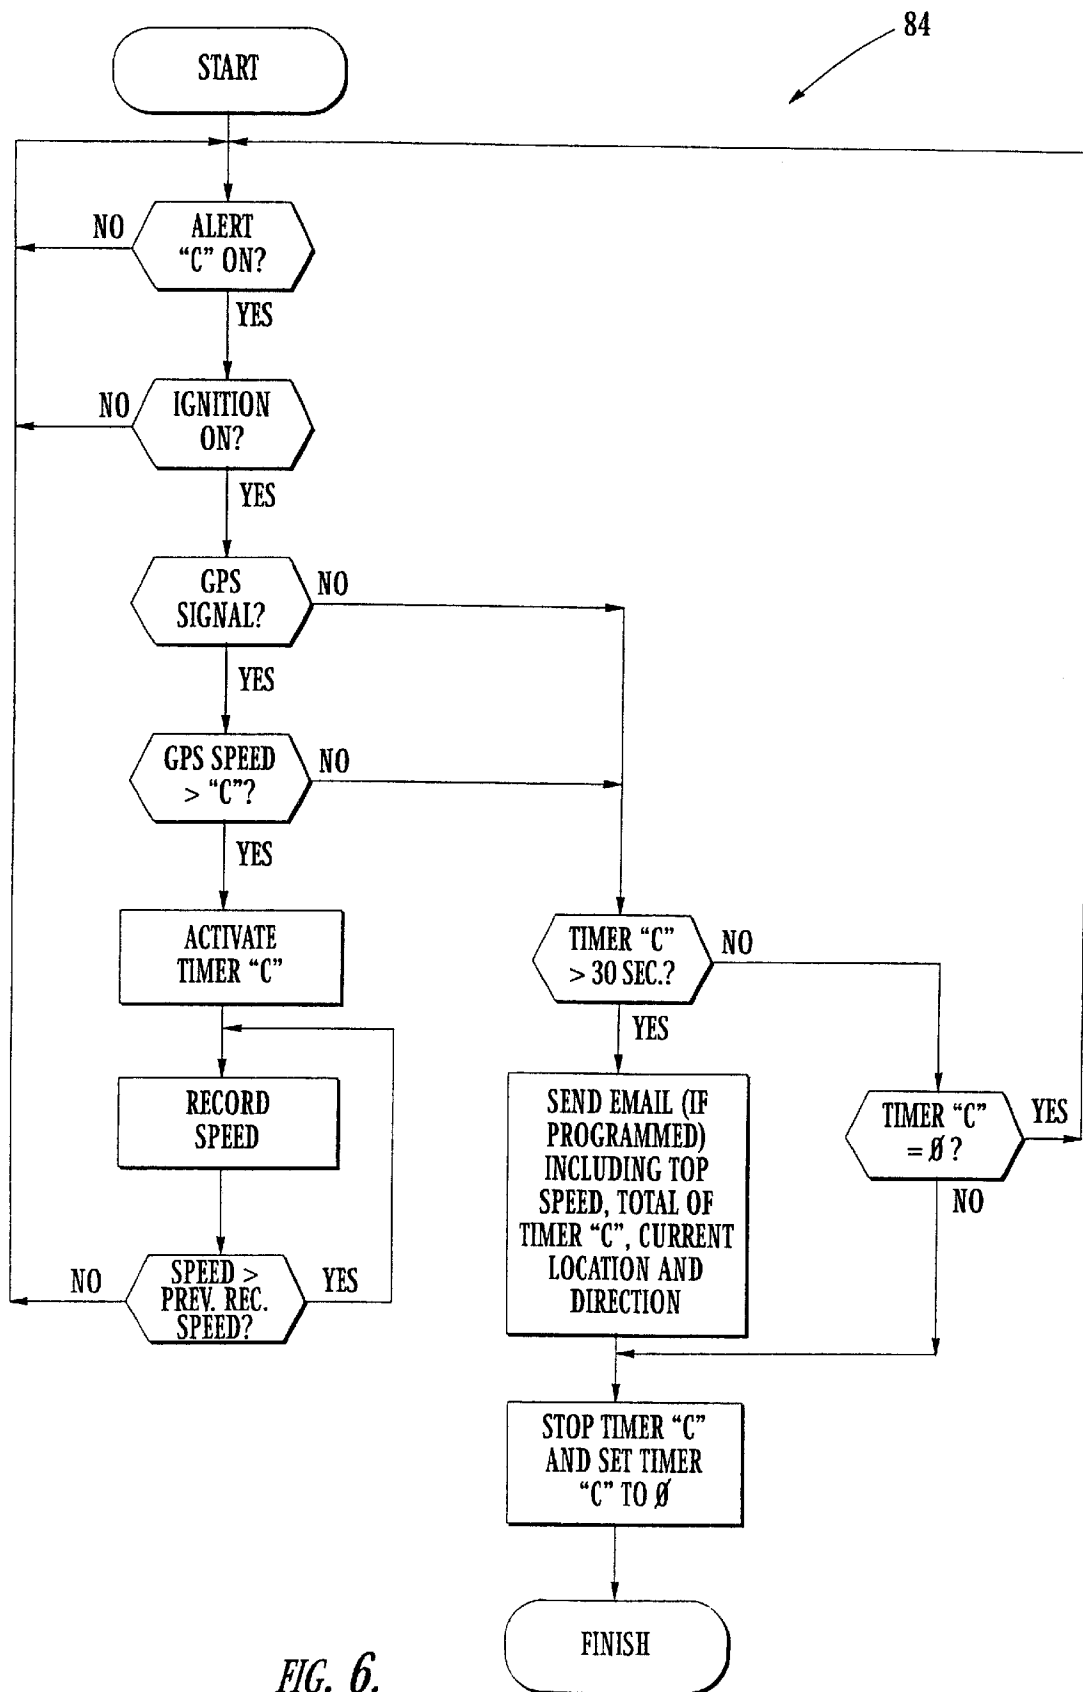 84
START
ALERT
"C" ON?
NO
YES
IGNITION
ON?
NO
YES
GPS
SIGNAL?
NO
YES
GPS SPEED
> "C"?
NO
YES
ACTIVATE
TIMER "C"
RECORD
SPEED
SPEED >
PREV. REC.
SPEED?
NO
YES
TIMER "C"
> 30 SEC.?
NO
YES
SEND EMAIL (IF
PROGRAMMED)
INCLUDING TOP
SPEED, TOTAL OF
TIMER "C", CURRENT
LOCATION AND
DIRECTION
TIMER "C"
= Ø ?
YES
NO
STOP TIMER "C"
AND SET TIMER
"C" TO Ø
FINISH
FIG. 6.